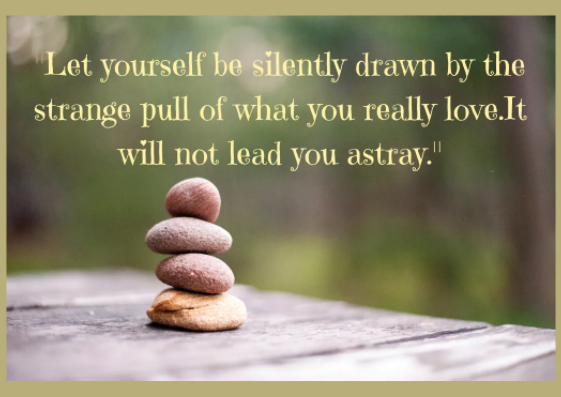 "Let yourself be silently drawn by the
strange pull of what you really love.It
will not lead you astray."